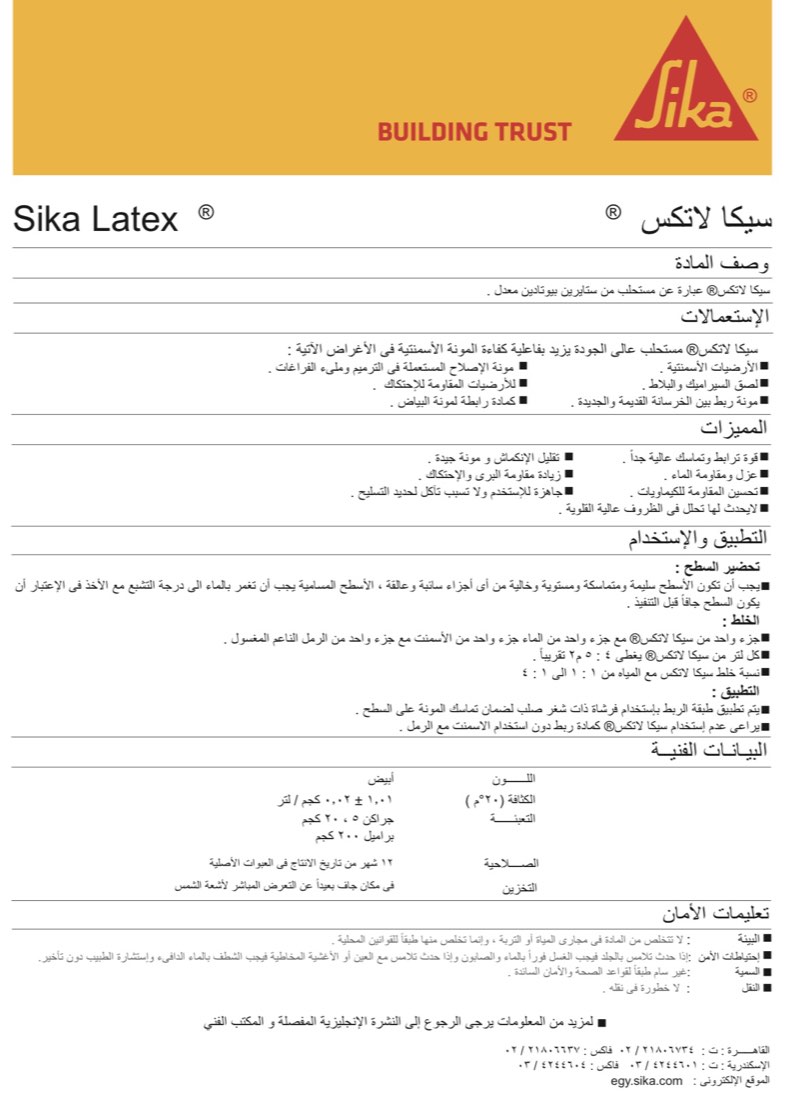 Sika®
BUILDING TRUST
Sika Latex ®
سيكا لاتكس ®
وصف المادة
سيكا لاتكس® عبارة عن مستحلب من ستايرين بيوتادين معدل .
الإستعمالات
سيكا لاتكس® مستحلب عالى الجودة يزيد بفاعلية كفاءة المونة الأسمنتية فى الأغراض الآتية :
■ الأرضيات الأسمنتية . ■ مونة الإصلاح المستعملة فى الترميم وملىء الفراغات .
■ لصق السيراميك والبلاط . ■ للأرضيات المقاومة للإحتكاك .
■ مونة ربط بين الخرسانة القديمة والجديدة . ■ كمادة رابطة لمونة البياض .
المميزات
■ قوة ترابط وتماسك عالية جداً . ■ تقليل الإنكماش و مونة جيدة .
■ عزل ومقاومة الماء . ■ زيادة مقاومة البرى والإحتكاك .
■ تحسين المقاومة للكيماويات . ■ جاهزة للإستخدم ولا تسبب تآكل لحديد التسليح .
■ لايحدث لها تحلل فى الظروف عالية القلوية .
التطبيق والإستخدام
تحضير السطح :
■ يجب أن تكون الأسطح سليمة ومتماسكة ومستوية وخالية من أى أجزاء سائبة وعالقة ، الأسطح المسامية يجب أن تغمر بالماء الى درجة التشبع مع الأخذ فى الإعتبار أن
يكون السطح جافاً قبل التنفيذ .
الخلط :
■ جزء واحد من سيكا لاتكس® مع جزء واحد من الماء جزء واحد من الأسمنت مع جزء واحد من الرمل الناعم المغسول .
■ كل لتر من سيكا لاتكس® يغطى ٤ : ٥ م٢ تقريباً .
■ نسبة خلط سيكا لاتكس مع المياه من ١ : ١ الى ١ : ٤
التطبيق :
■ يتم تطبيق طبقة الربط بإستخدام فرشاة ذات شغر صلب لضمان تماسك المونة على السطح .
■ يراعى عدم إستخدام سيكا لاتكس® كمادة ربط دون استخدام الاسمنت مع الرمل .
البيـانـات الفنيـــة
اللـــــون أبيض
الكثافة (٢٠°م ) ١,٠١ ± ٠,٠٢ كجم / لتر
التعبئـــــة جراكن ٥ ، ٢٠ كجم
براميل ٢٠٠ كجم
الصـــلاحية ١٢ شهر من تاريخ الانتاج فى العبوات الأصلية
التخزين فى مكان جاف بعيداً عن التعرض المباشر لأشعة الشمس
تعليمات الأمان
■ البيئة : لا تتخلص من المادة فى مجارى المياة أو التربة ، وإنما تخلص منها طبقاً للقوانين المحلية .
■ إحتياطات الأمن :إذا حدث تلامس بالجلد فيجب الغسل فوراً بالماء والصابون وإذا حدث تلامس مع العين أو الأغشية المخاطية فيجب الشطف بالماء الدافىء وإستشارة الطبيب دون تأخير.
■ السمية :غير سام طبقاً لقواعد الصحة والأمان السائدة .
■ النقل : لا خطورة فى نقله .
■ لمزيد من المعلومات يرجى الرجوع إلى النشرة الإنجليزية المفصلة و المكتب الفني
القاهـــرة : ت : ٢١٨٠٦٧٣٤ / ٠٢ فاكس : ٢١٨٠٦٦٣٧ / ٠٢
الإسكندرية : ت : ٤٢٤٤٦٠١ / ٠٣ فاكس : ٤٢٤٤٦٠٤ / ٠٣
الموقع الإلكترونى : egy.sika.com